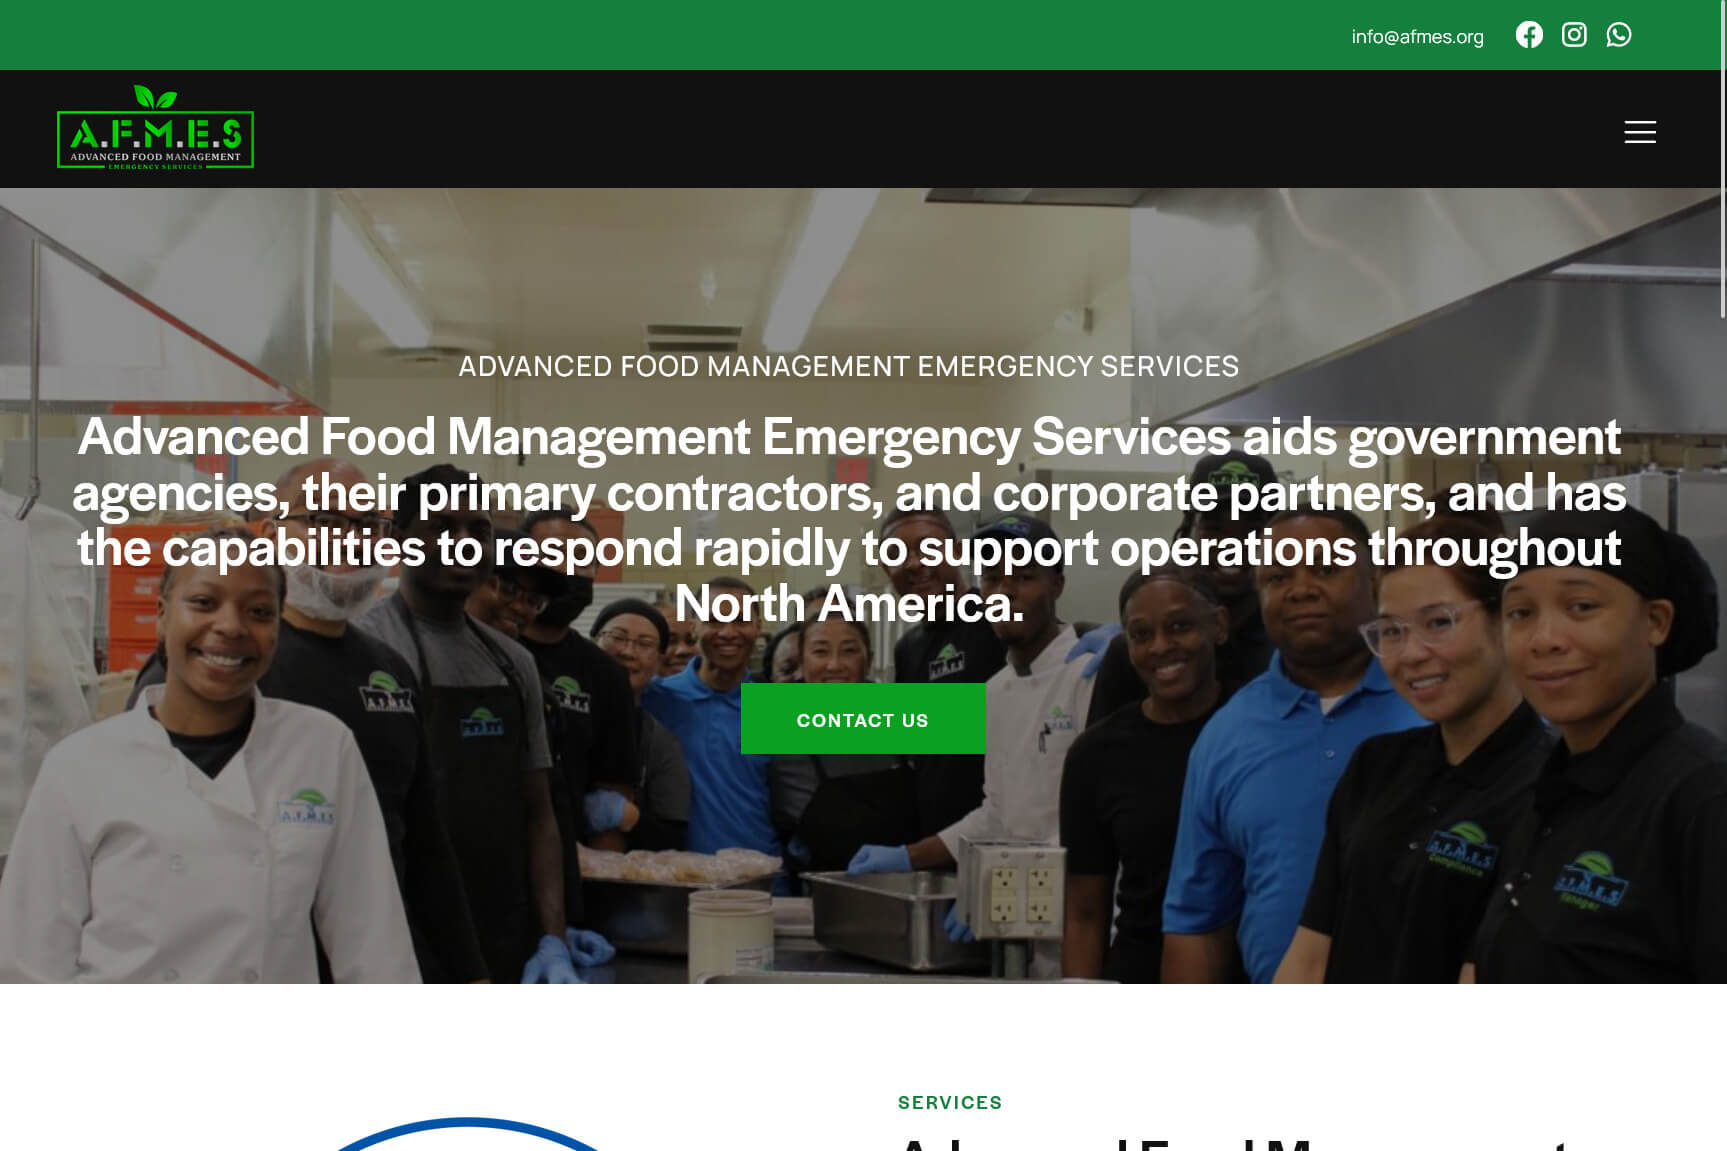 info@afmes.org
A.F.M.E.S
ADVANCED FOOD MANAGEMENT
EMERGENCY SERVICES
ADVANCED FOOD MANAGEMENT EMERGENCY SERVICES
Advanced Food Management Emergency Services aids government
agencies, their primary contractors, and corporate partners, and has
the capabilities to respond rapidly to support operations throughout
North America.
CONTACT US
A.F.M.E.S
A.F.M.E.S
Compliance
A.F.M.E.S
SERVICES